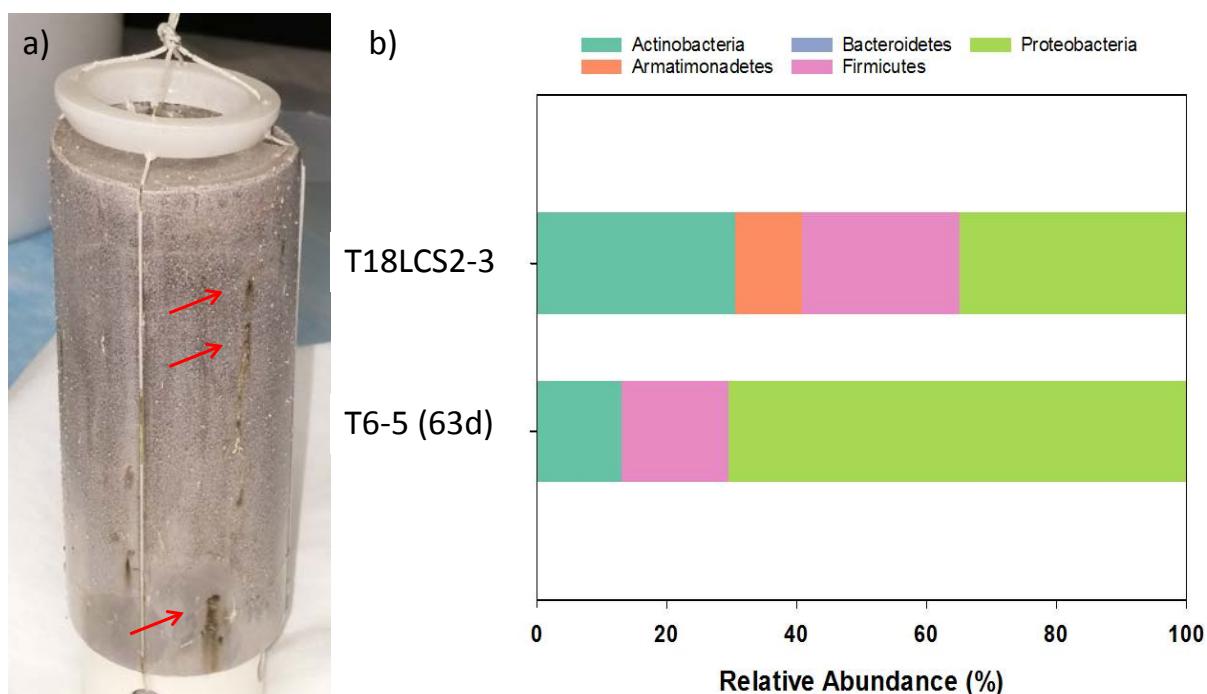 a)
b)
Actinobacteria
Bacteroidetes
Proteobacteria
Armatimonadetes
Firmicutes
T18LCS2-3
T6-5 (63d)
0 20 40 60 80 100
Relative Abundance (%)